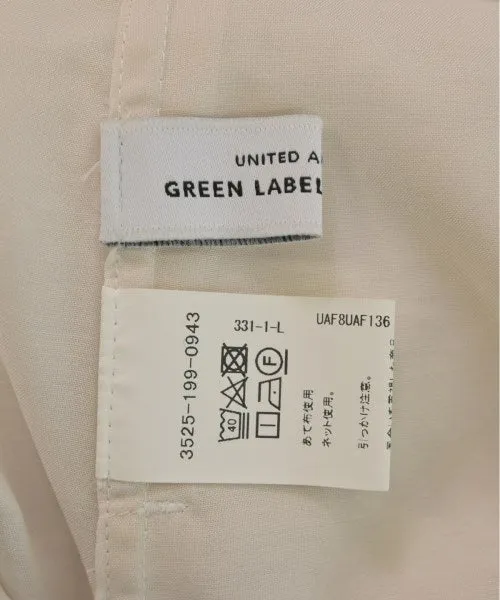 UNITED A
GREEN LABEL
3525-199-0943
331-1-L
UAF8UAF136
40
F
あて布使用
ネット使用。
引っかけ注意。